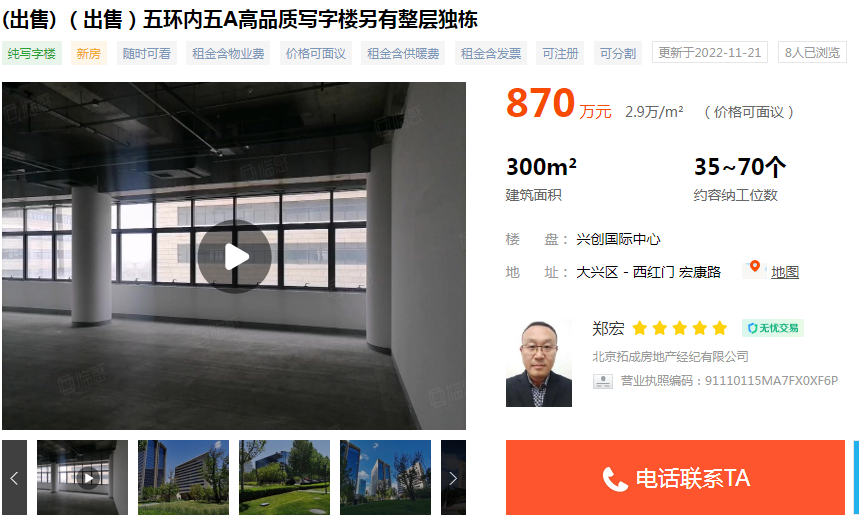 (出售) （ 出售 ）五环内五A高品质写字楼另有整层独栋
纯写字楼 新房 随时可看 租金含物业费 价格可面议 租金含供暖费 租金含发票 可注册 可分割 更新于2022-11-21 8人已浏览
870万元 2.9万/m² （ 价格可面议 ）
300m² 35~70个
建筑面积 约容纳工位数
楼 盘： 兴创国际中心
地 址： 大兴区 - 西红门 宏康路 地图
郑宏 无忧交易
北京拓成房地产经纪有限公司
营业执照编码：91110115MA7FX0XF6P
电话联系TA